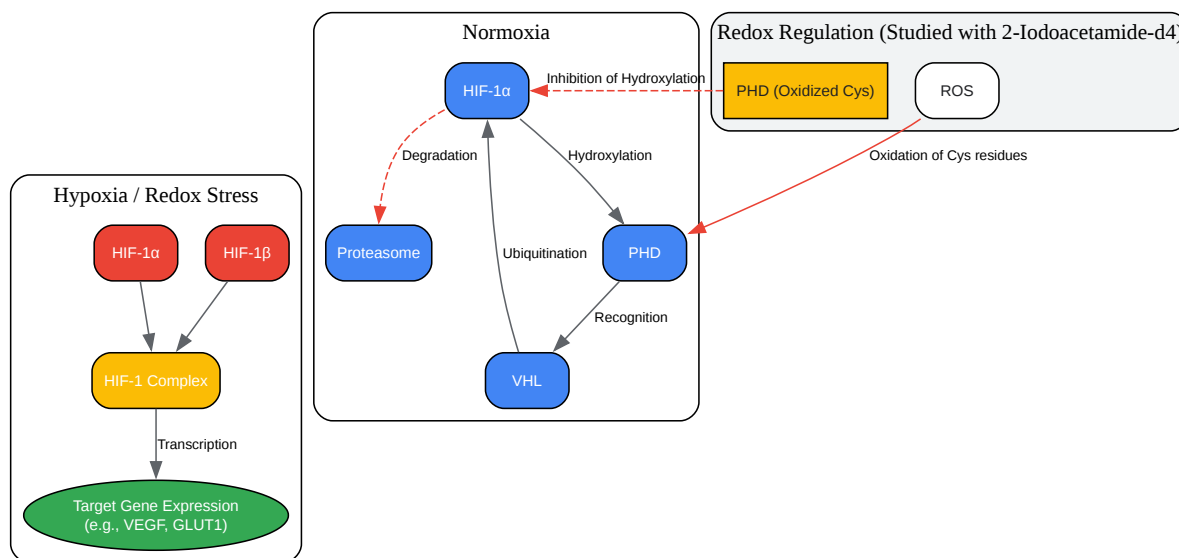 Normoxia
Redox Regulation (Studied with 2-Iodoacetamide-d4)
HIF-1α
Inhibition of Hydroxylation
PHD (Oxidized Cys)
ROS
Degradation
Hydroxylation
Oxidation of Cys residues
Hypoxia / Redox Stress
HIF-1α
HIF-1β
Proteasome
Ubiquitination
PHD
Recognition
HIF-1 Complex
VHL
Transcription
Target Gene Expression
(e.g., VEGF, GLUT1)